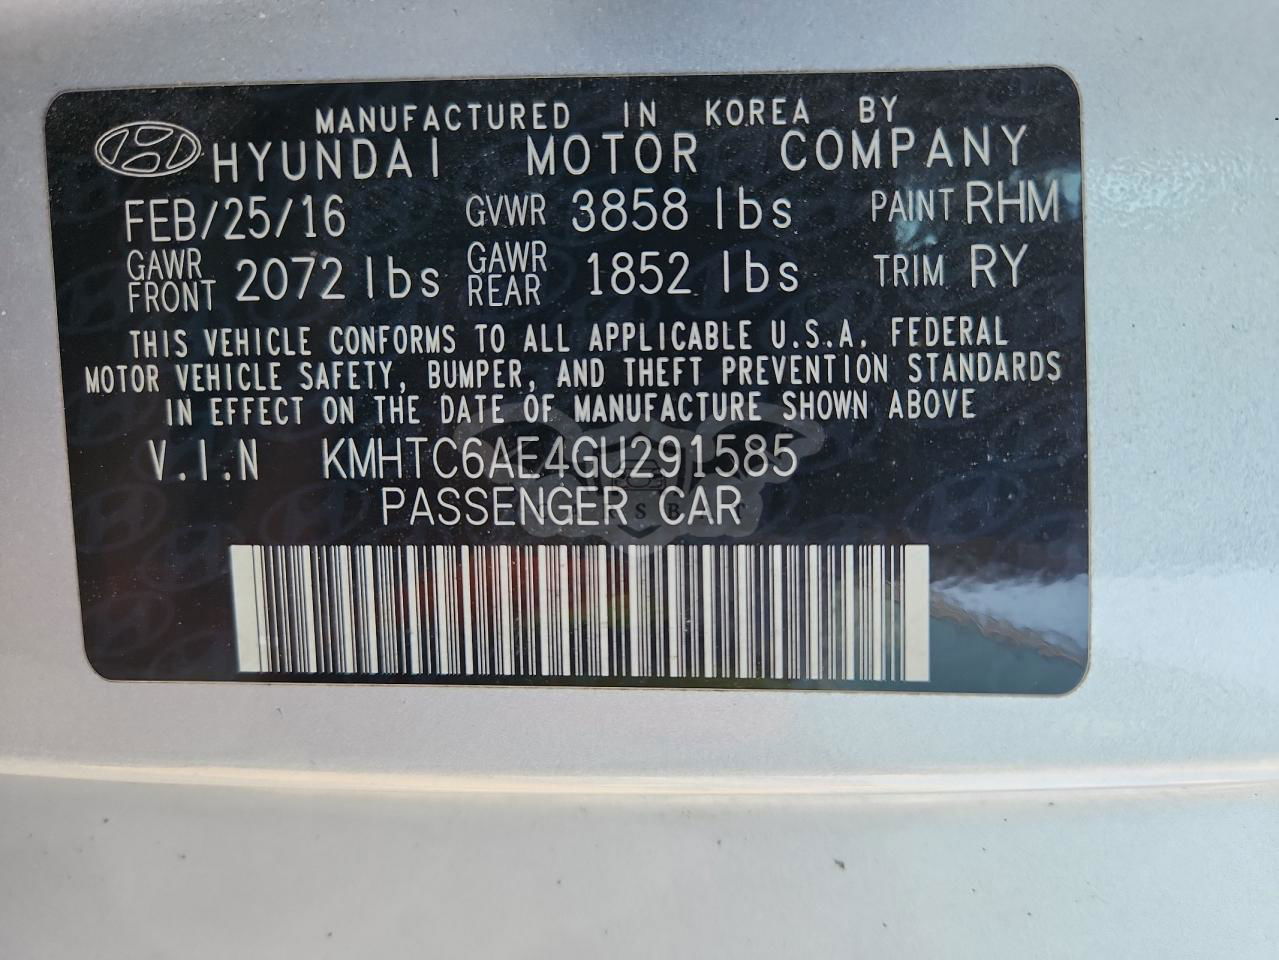 MANUFACTURED IN KOREA BY
HYUNDAI MOTOR COMPANY
FEB/25/16 GVWR 3858 lbs PAINT RHM
GAWR FRONT 2072 lbs GAWR REAR 1852 lbs TRIM RY
THIS VEHICLE CONFORMS TO ALL APPLICABLE U.S.A. FEDERAL
MOTOR VEHICLE SAFETY, BUMPER, AND THEFT PREVENTION STANDARDS
IN EFFECT ON THE DATE OF MANUFACTURE SHOWN ABOVE
V.I.N KMHTC6AE4GU291585
PASSENGER CAR